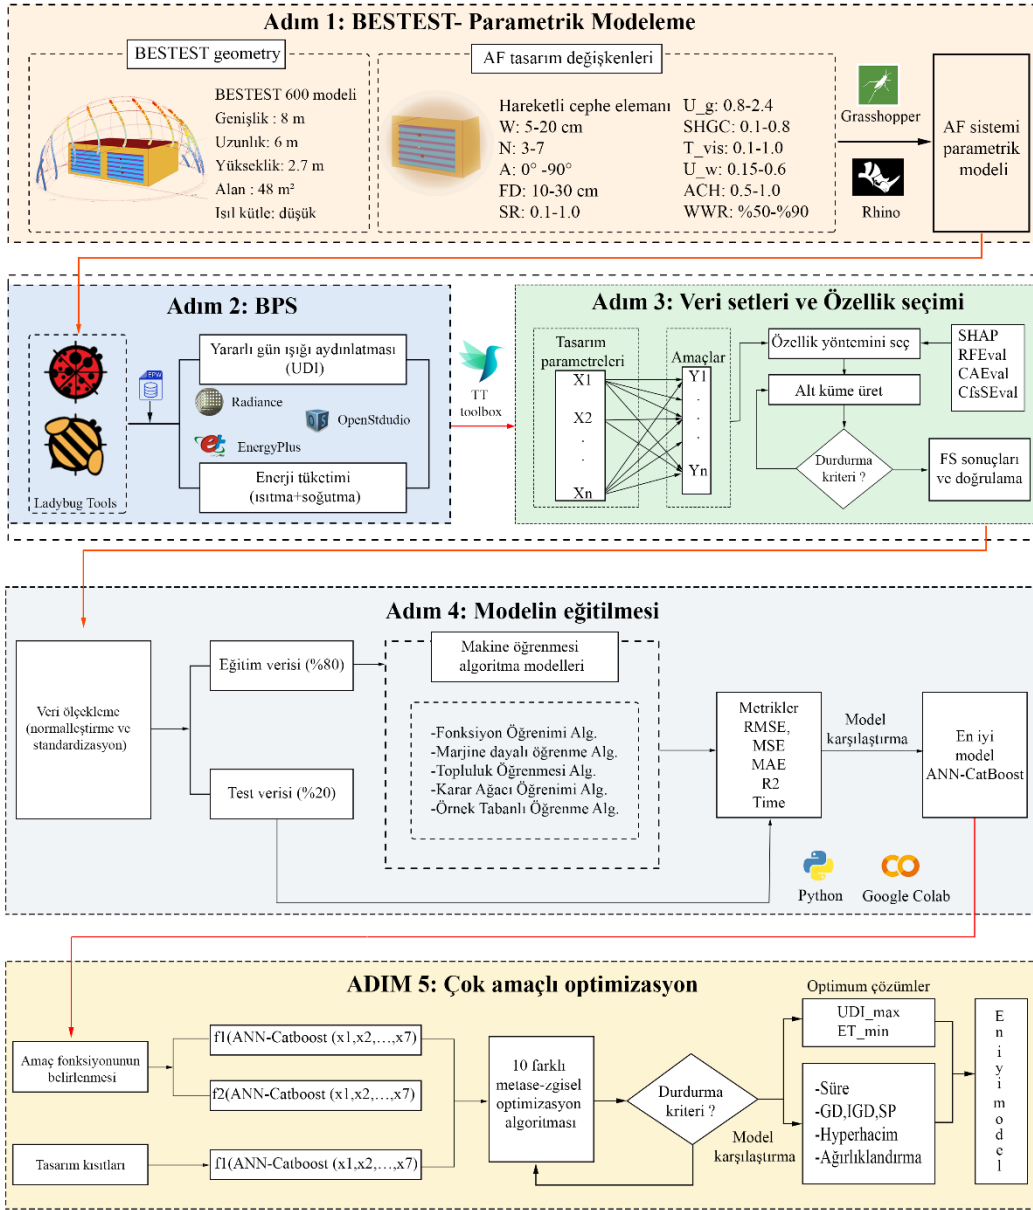 Adım 1: BESTEST- Parametrik Modeleme
BESTEST geometry
BESTEST 600 modeli
Genişlik : 8 m
Uzunlık: 6 m
Yükseklik: 2.7 m
Alan : 48 m²
Isıl kütle: düşük
AF tasarım değişkenleri
Hareketli cephe elemanı
W: 5-20 cm
N: 3-7
A: 0° -90°
FD: 10-30 cm
SR: 0.1-1.0
U_g: 0.8-2.4
SHGC: 0.1-0.8
T_vis: 0.1-1.0
U_w: 0.15-0.6
ACH: 0.5-1.0
WWR: %50-%90
Grasshopper
Rhino
AF sistemi
parametrik
modeli
Adım 2: BPS
Ladybug Tools
EPW
Yararlı gün ışığı aydınlatması
(UDI)
Radiance
OpenStdudio
EnergyPlus
Enerji tüketimi
(ısıtma+soğutma)
TT
toolbox
Adım 3: Veri setleri ve Özellik seçimi
Tasarım
parametreleri
X1
X2
.
.
.
Xn
Amaçlar
Y1
.
.
.
Yn
Özellik yöntemini seç
Alt küme üret
Durdurma
kriteri ?
SHAP
RFEval
CAEval
CfsSEval
FS sonuçları
ve doğrulama
Adım 4: Modelin eğitilmesi
Veri ölçekleme
(normalleştirme ve
standardizasyon)
Eğitim verisi (%80)
Test verisi (%20)
Makine öğrenmesi
algoritma modelleri
-Fonksiyon Öğrenimi Alg.
-Marjine dayalı öğrenme Alg.
-Topluluk Öğrenmesi Alg.
-Karar Ağacı Öğrenimi Alg.
-Örnek Tabanlı Öğrenme Alg.
Metrikler
RMSE,
MSE
MAE
R2
Time
Model
karşılaştırma
En iyi
model
ANN-CatBoost
Python
Google Colab
ADIM 5: Çok amaçlı optimizasyon
Amaç fonksiyonunun
belirlenmesi
Tasarım kısıtları
f1(ANN-Catboost (x1,x2,…,x7)
f2(ANN-Catboost (x1,x2,…,x7)
f1(ANN-Catboost (x1,x2,…,x7)
10 farklı
metase-zgisel
optimizasyon
algoritması
Durdurma
kriteri ?
Model
karşılaştırma
Optimum çözümler
UDI_max
ET_min
-Süre
-GD,IGD,SP
-Hyperhacim
-Ağırlıklandırma
E
n
i
y
i
m
o
d
e
l